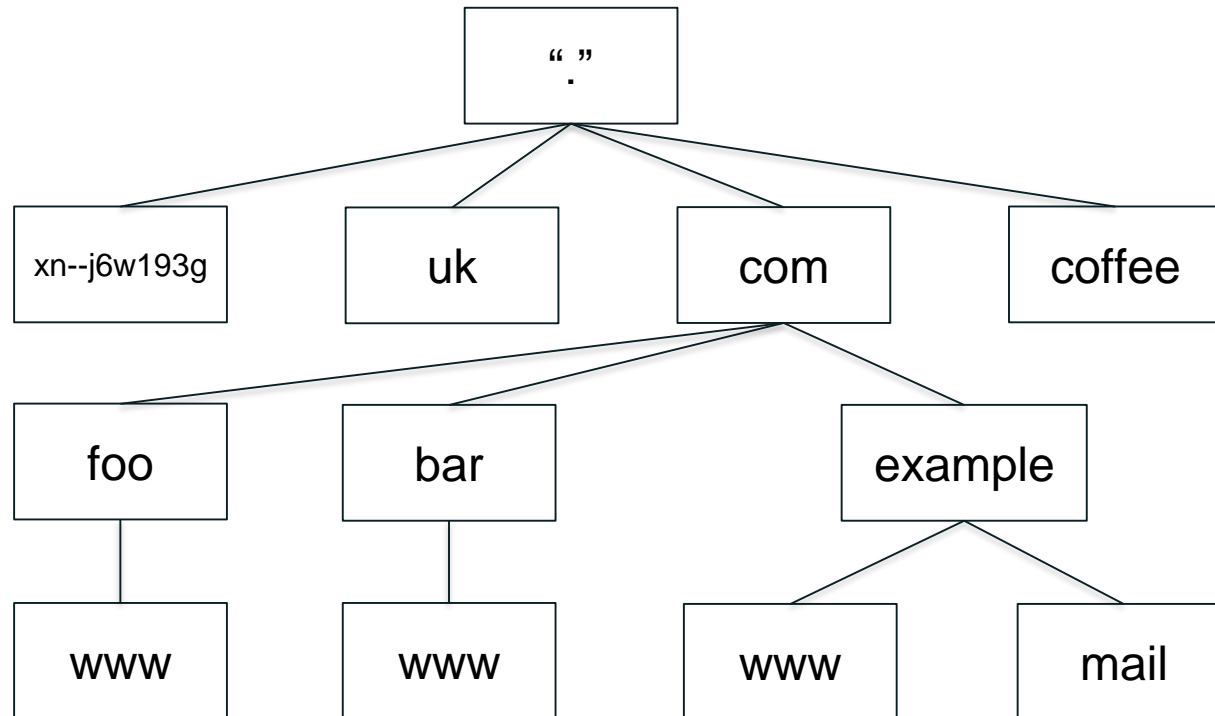 “.”
xn--j6w193g
uk
com
coffee
foo
bar
example
www
www
www
mail